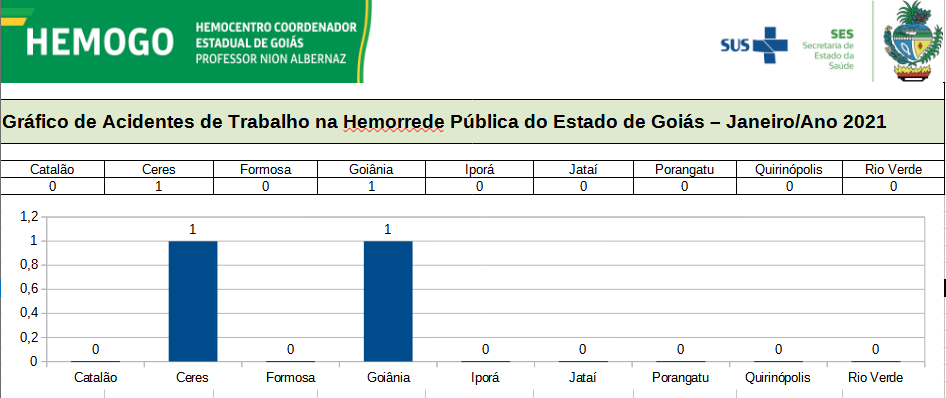 HEMOGO
HEMOCENTRO COORDENADOR
ESTADUAL DE GOIÁS
PROFESSOR NION ALBERNAZ
SUS
SES
Secretaria de
Estado da
Saúde
Gráfico de Acidentes de Trabalho na Hemorrede Pública do Estado de Goiás – Janeiro/Ano 2021
Catalão Ceres Formosa Goiânia Iporá Jataí Porangatu Quirinópolis Rio Verde
0 1 0 1 0 0 0 0 0
1,2
1
0,8
0,6
0,4
0,2
0
0 1 0 1 0 0 0 0 0
Catalão Ceres Formosa Goiânia Iporá Jataí Porangatu Quirinópolis Rio Verde